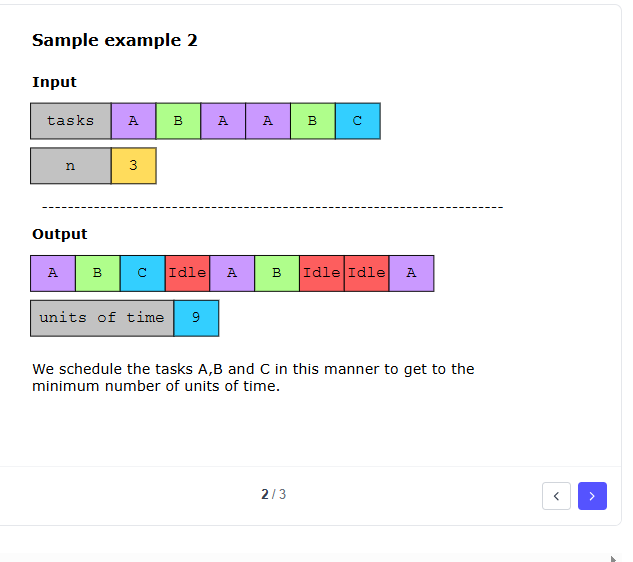 Sample example 2
Input
tasks A B A A B C
n 3
--------------------------------------------------------------------
Output
A B C Idle A B Idle Idle A
units of time 9
We schedule the tasks A,B and C in this manner to get to the
minimum number of units of time.
2 / 3